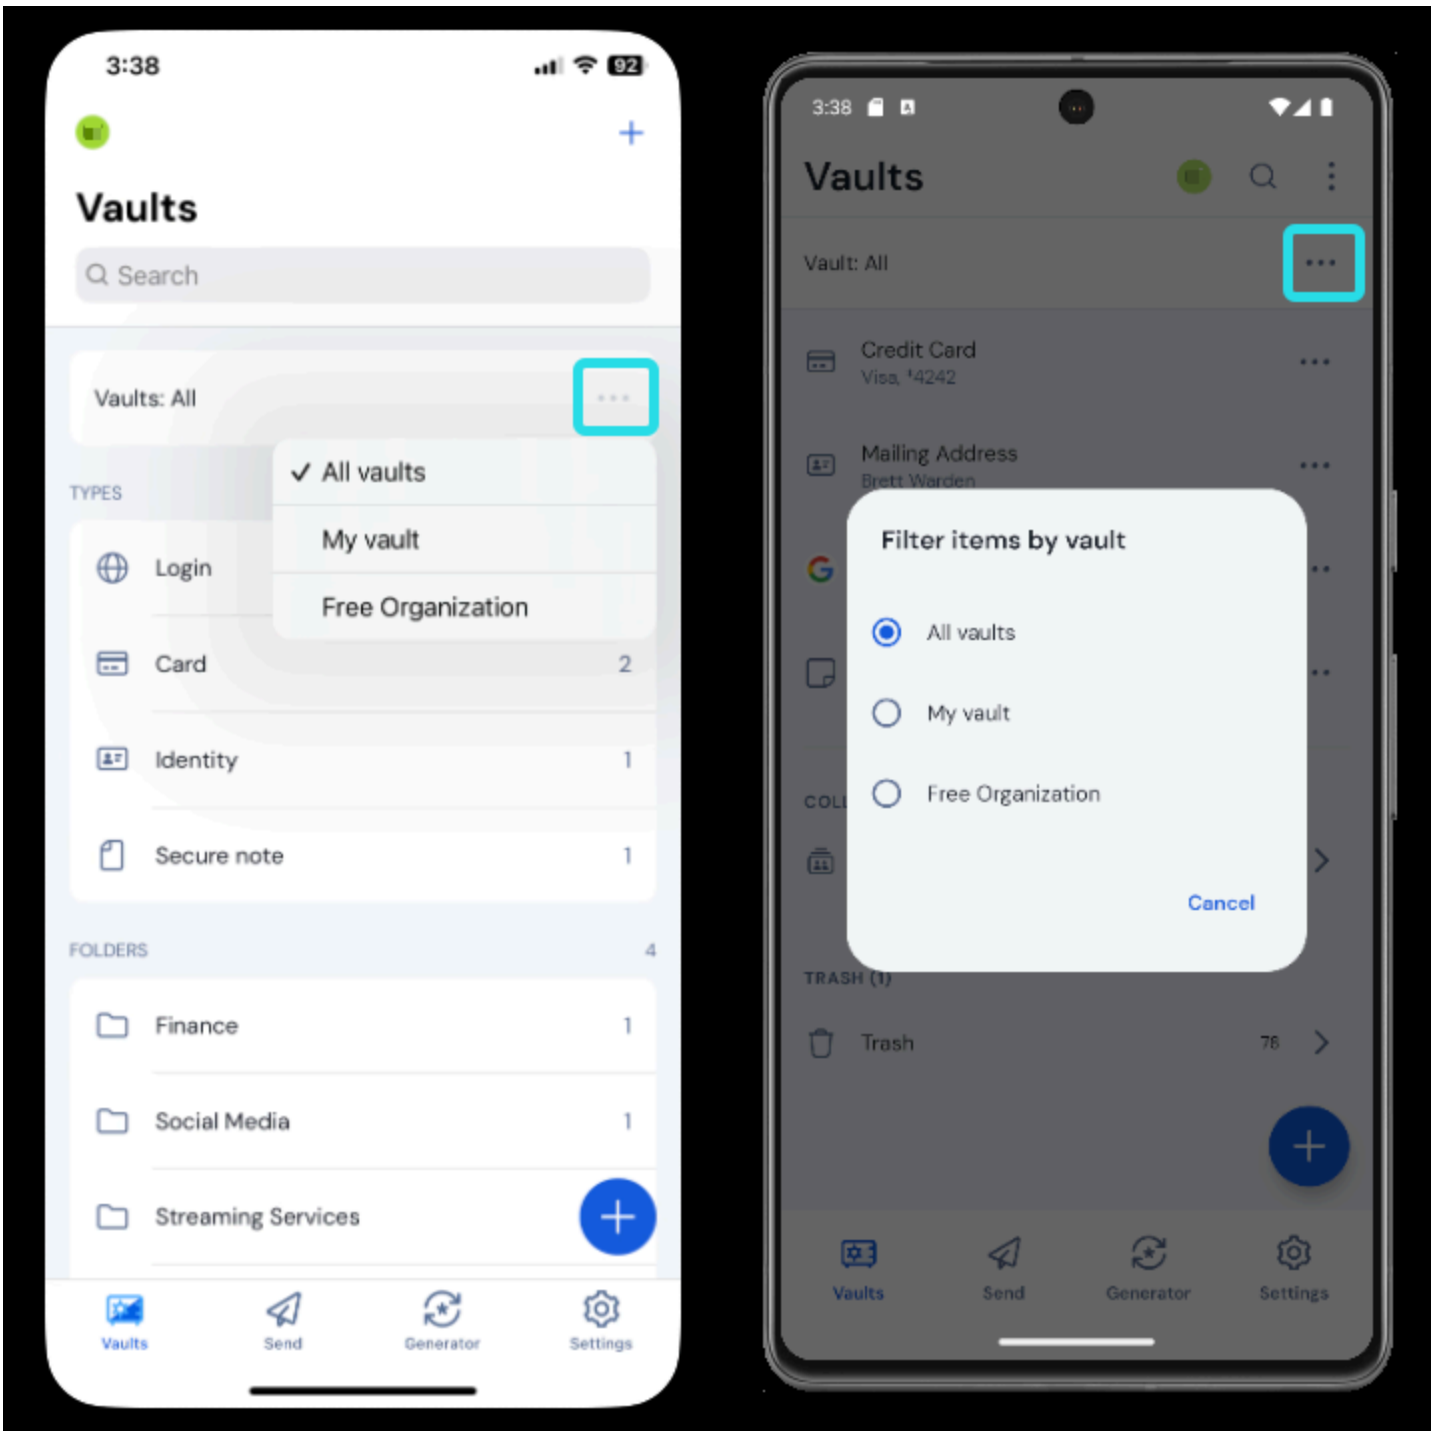 3:38
92
Vaults
Search
Vaults: All
All vaults
My vault
Free Organization
TYPES
Login
Card 2
Identity 1
Secure note 1
FOLDERS 4
Finance 1
Social Media 1
Streaming Services
Vaults Send Generator Settings
3:38
Vaults
Vault: All
Credit Card
Visa, *4242
Mailing Address
Brett Warden
Filter items by vault
All vaults
My vault
Free Organization
COLL
Cancel
TRASH (1)
Trash 78
Vaults Send Generator Settings